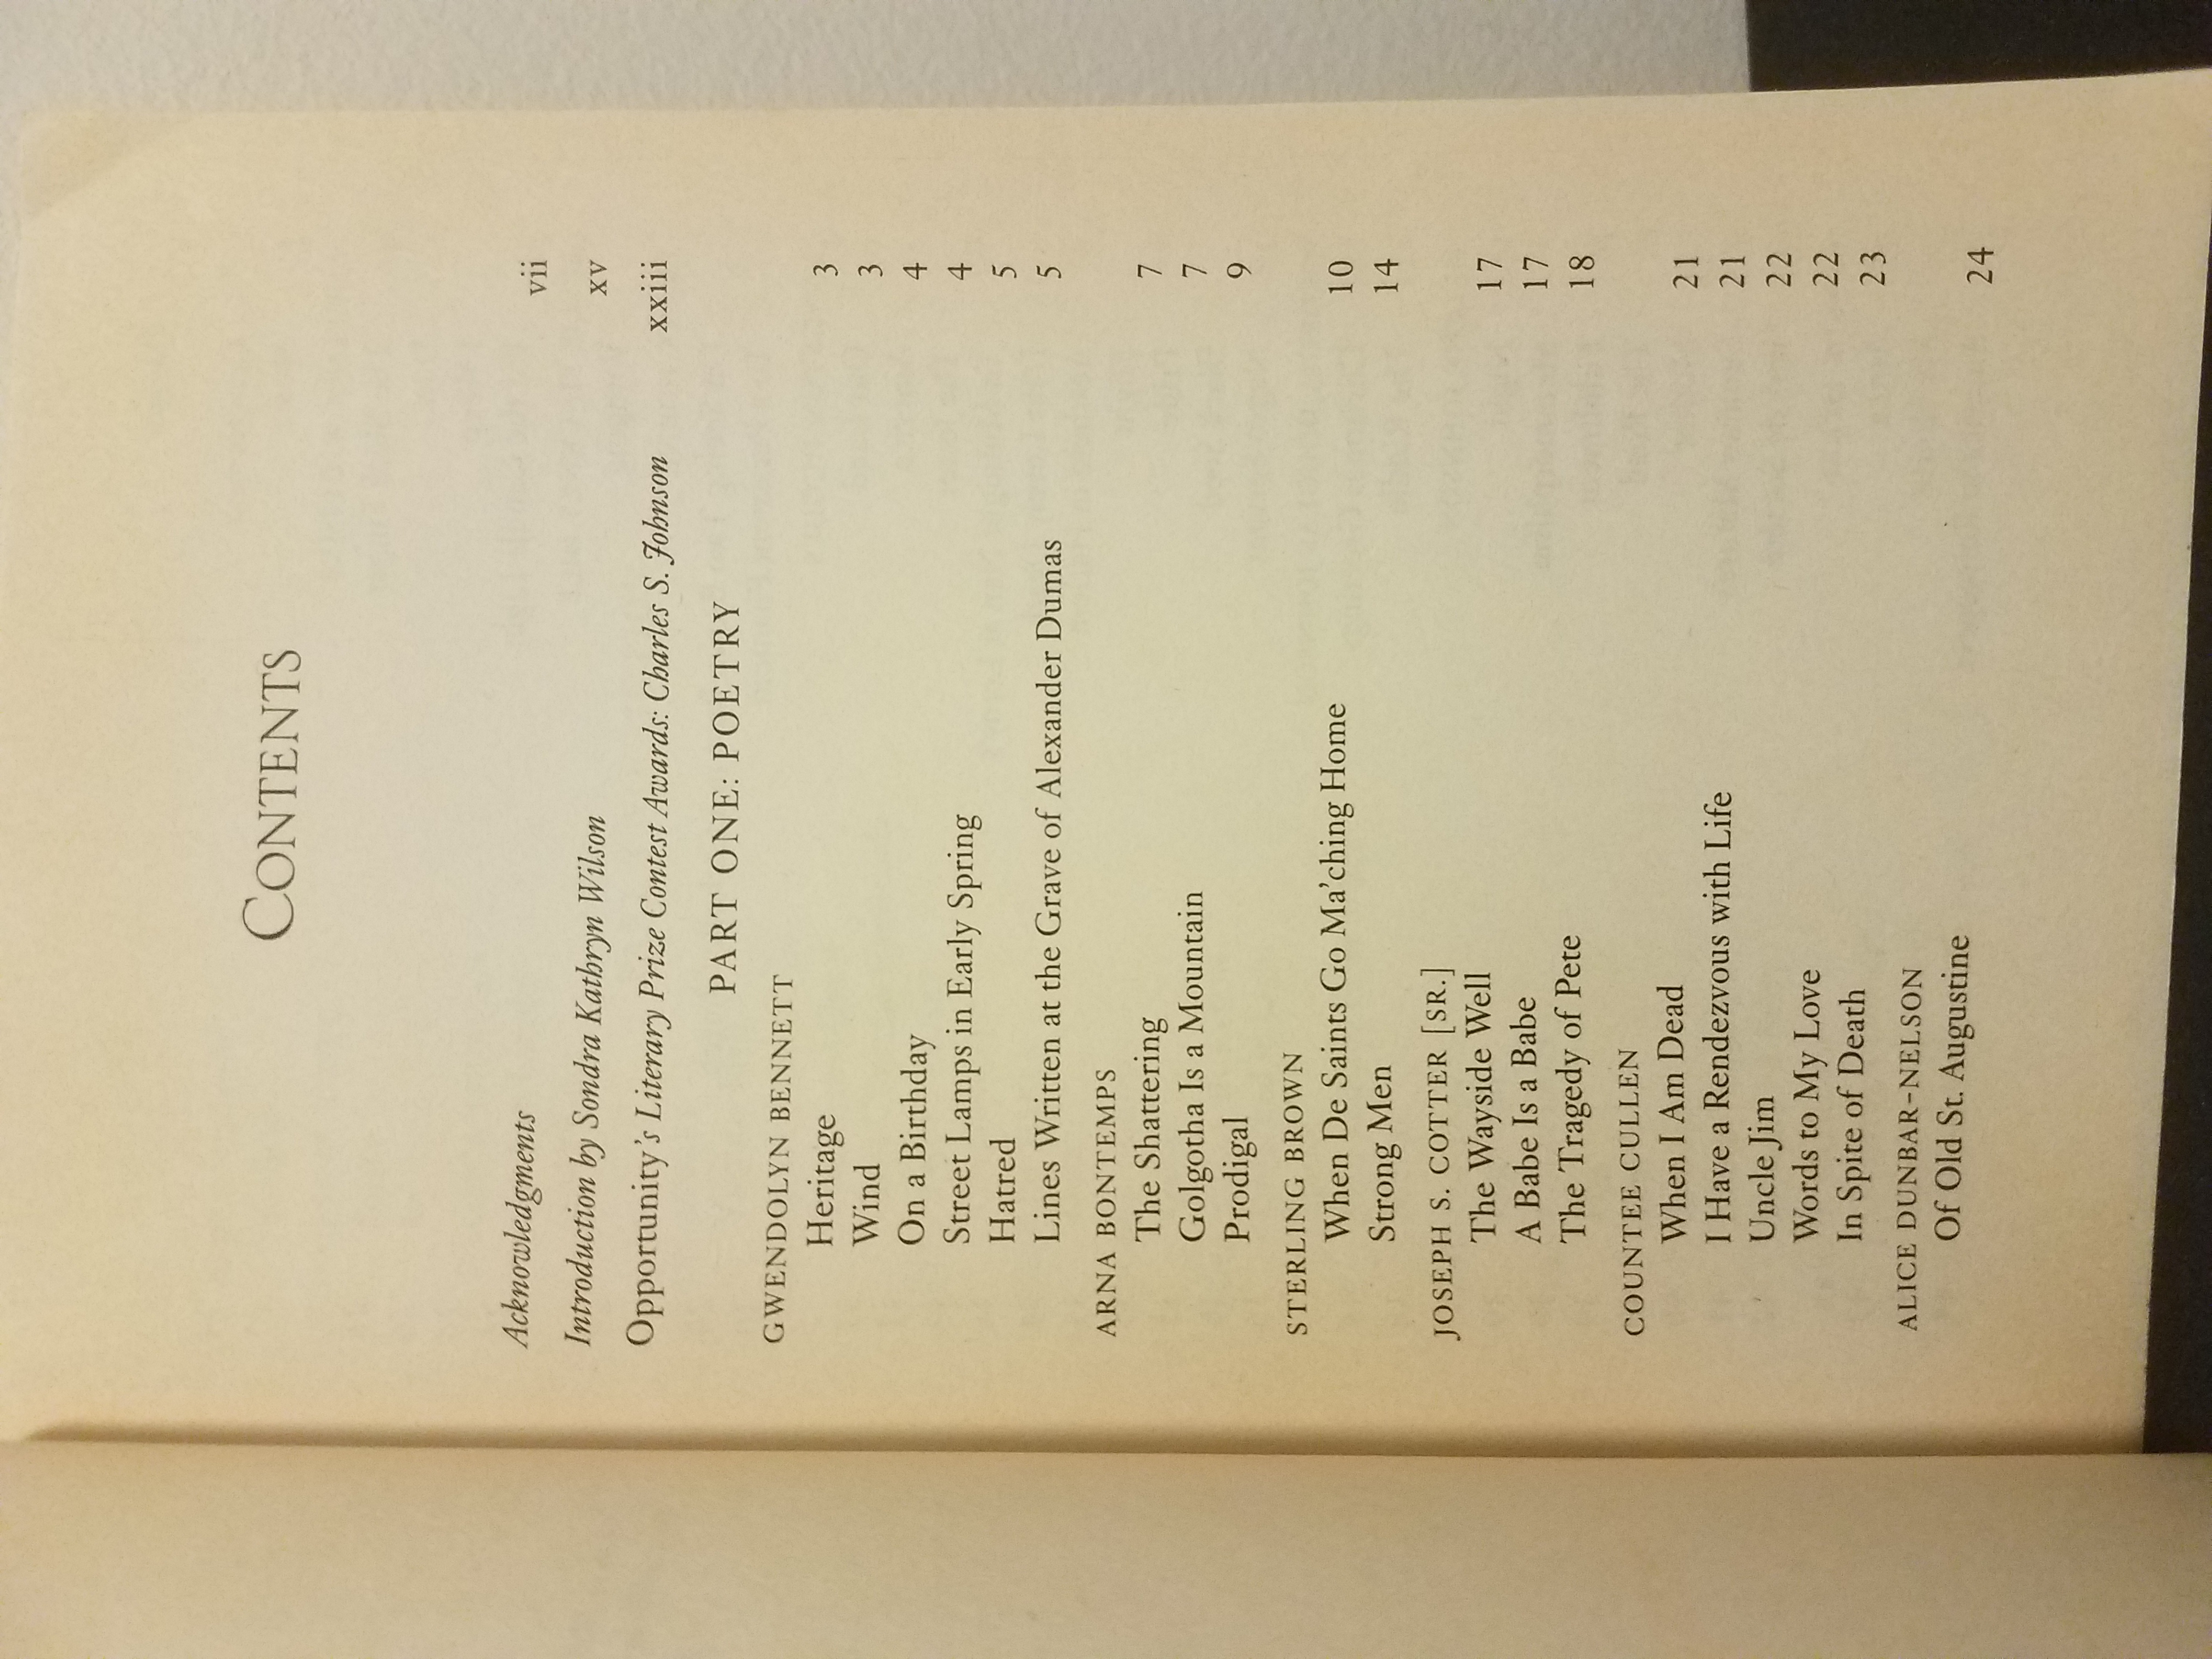 CONTENTS
Acknowledgments vii
Introduction by Sondra Kathryn Wilson xv
Opportunity's Literary Prize Contest Awards: Charles S. Johnson xxiii
PART ONE: POETRY
GWENDOLYN BENNETT
Heritage 3
Wind 3
On a Birthday 4
Street Lamps in Early Spring 4
Hatred 5
Lines Written at the Grave of Alexander Dumas 5
ARNA BONTEMPS
The Shattering 7
Golgotha Is a Mountain 7
Prodigal 9
STERLING BROWN
When De Saints Go Ma'ching Home 10
Strong Men 14
JOSEPH S. COTTER [SR.]
The Wayside Well 17
A Babe Is a Babe 17
The Tragedy of Pete 18
COUNTEE CULLEN
When I Am Dead 21
I Have a Rendezvous with Life 21
Uncle Jim 22
Words to My Love 22
In Spite of Death 23
ALICE DUNBAR-NELSON
Of Old St. Augustine 24